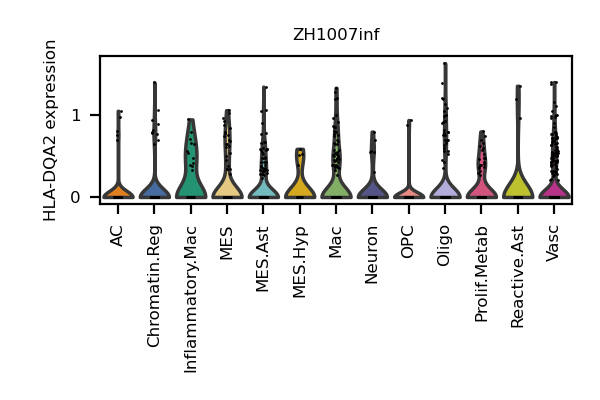 ZH1007inf
HLA-DQA2 expression
1
0
AC
Chromatin.Reg
Inflammatory.Mac
MES
MES.Ast
MES.Hyp
Mac
Neuron
OPC
Oligo
Prolif.Metab
Reactive.Ast
Vasc